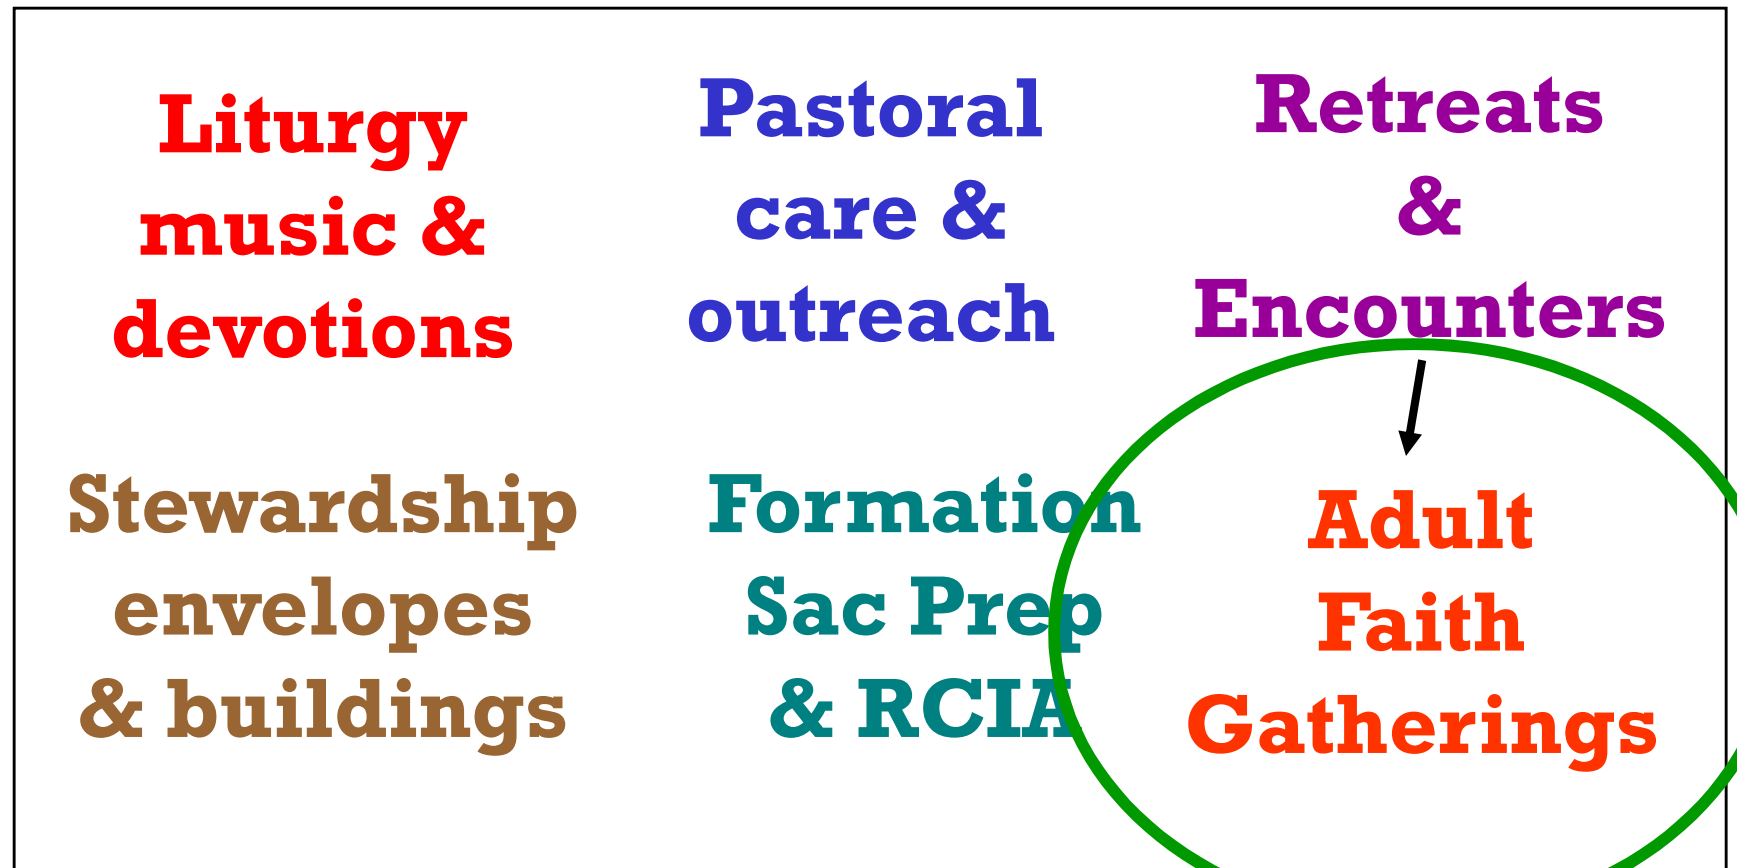 Liturgy
music &
devotions
Pastoral
care &
outreach
Retreats
&
Encounters
Stewardship
envelopes
& buildings
Formation
Sac Prep
& RCIA
Adult
Faith
Gatherings